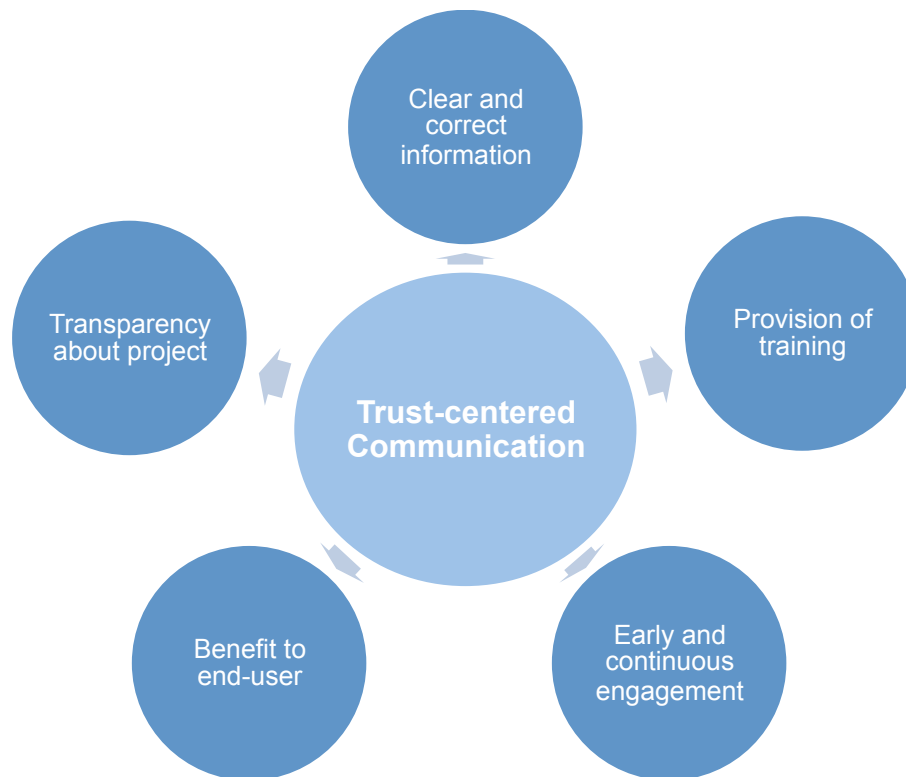 Clear and
correct
information
Transparency
about project
Provision of
training
Trust-centered
Communication
Benefit to
end-user
Early and
continuous
engagement